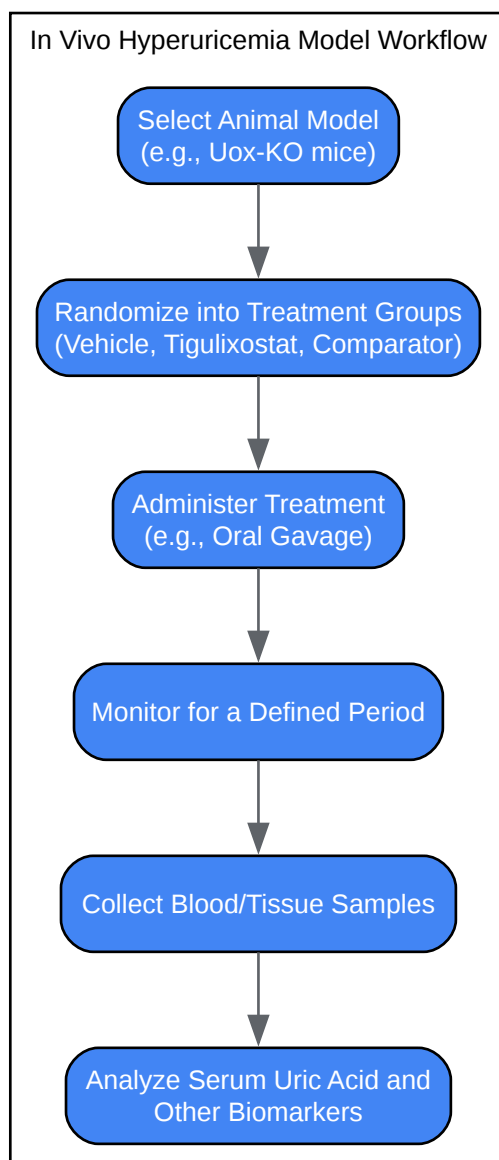 In Vivo Hyperuricemia Model Workflow
Select Animal Model
(e.g., Uox-KO mice)
Randomize into Treatment Groups
(Vehicle, Tigulixostat, Comparator)
Administer Treatment
(e.g., Oral Gavage)
Monitor for a Defined Period
Collect Blood/Tissue Samples
Analyze Serum Uric Acid and
Other Biomarkers